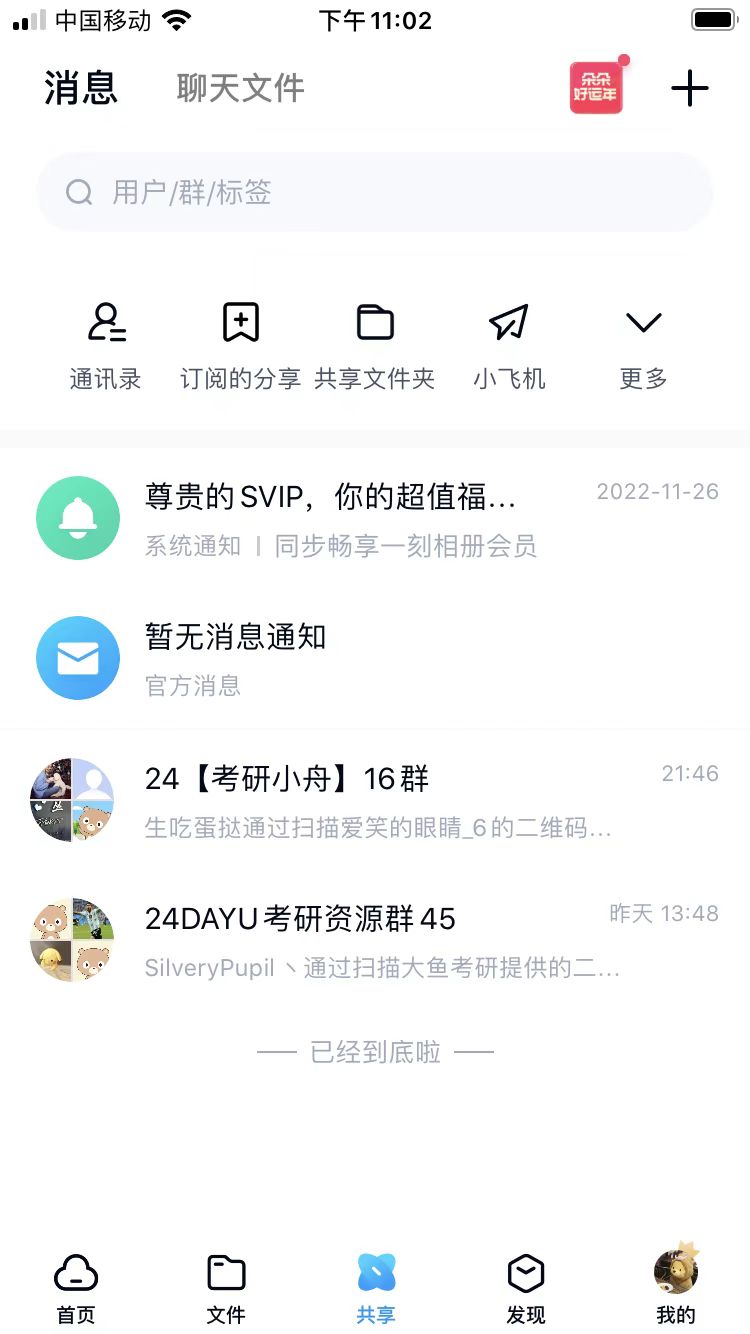 中国移动
下午11:02
消息
聊天文件
朵朵
好运年
用户/群/标签
通讯录
订阅的分享
共享文件夹
小飞机
更多
尊贵的SVIP，你的超值福...
2022-11-26
系统通知｜同步畅享一刻相册会员
暂无消息通知
官方消息
24【考研小舟】16群
21:46
生吃蛋挞通过扫描爱笑的眼睛_6的二维码...
24DAYU考研资源群45
昨天 13:48
SilveryPupil丶通过扫描大鱼考研提供的二...
已经到底啦
首页
文件
共享
发现
我的